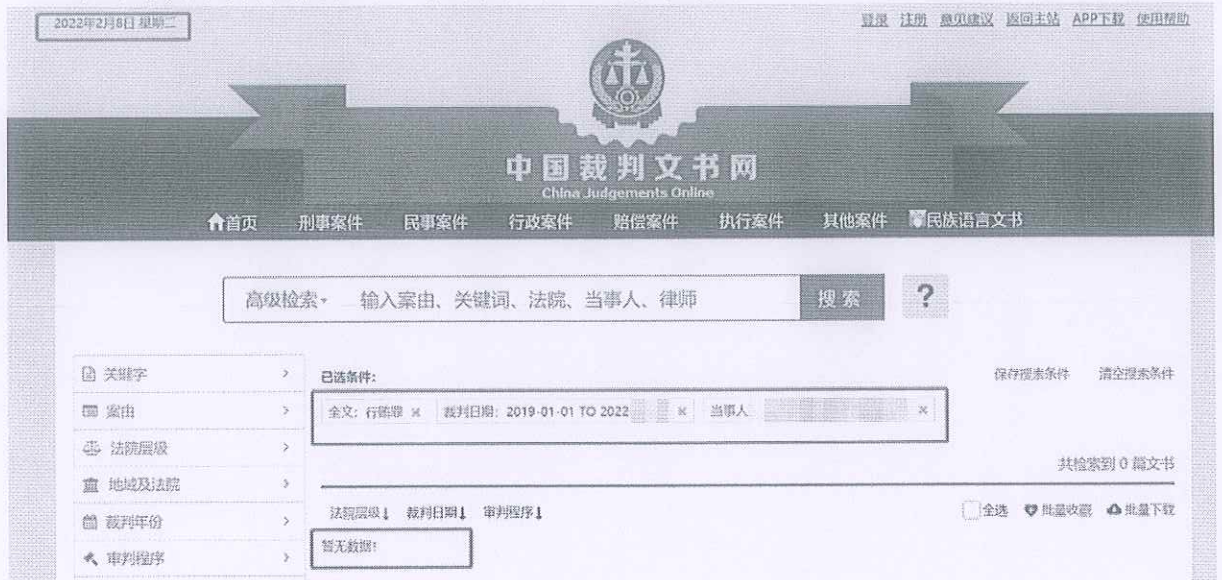 2022年2月8日 星期二
登录 注册 意见建议 返回主站 APP下载 使用帮助
中国裁判文书网
China Judgements Online
首页 刑事案件 民事案件 行政案件 赔偿案件 执行案件 其他案件 民族语言文书
高级检索 输入案由、关键词、法院、当事人、律师 搜索 ?
关键字
已选条件: 保存搜索条件 清空搜索条件
案由
全文: 行贿罪 × 裁判日期: 2019-01-01 TO 2022 × 当事人 ×
法院层级
共检索到 0 篇文书
地域及法院
法院层级↓ 裁判日期↓ 审判程序↓ 全选 批量收藏 批量下载
裁判年份
暂无数据!
审判程序